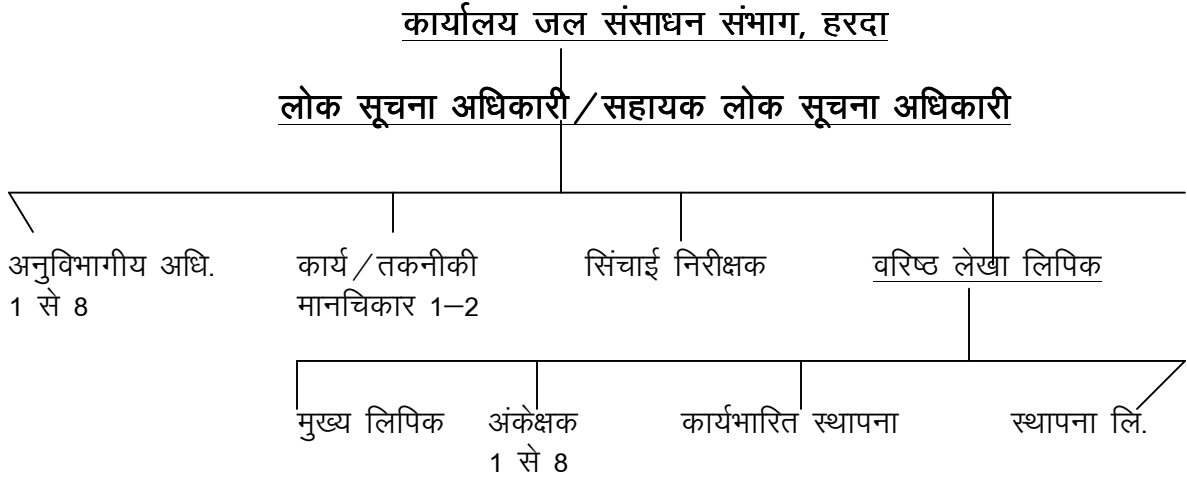 कार्यालय जल संसाधन संभाग, हरदा
लोक सूचना अधिकारी/सहायक लोक सूचना अधिकारी
अनुविभागीय अधि. कार्य/तकनीकी सिंचाई निरीक्षक वरिष्ठ लेखा लिपिक
1 से 8 मानचिकार 1–2
मुख्य लिपिक अंकेक्षक कार्यभारित स्थापना स्थापना लि.
1 से 8